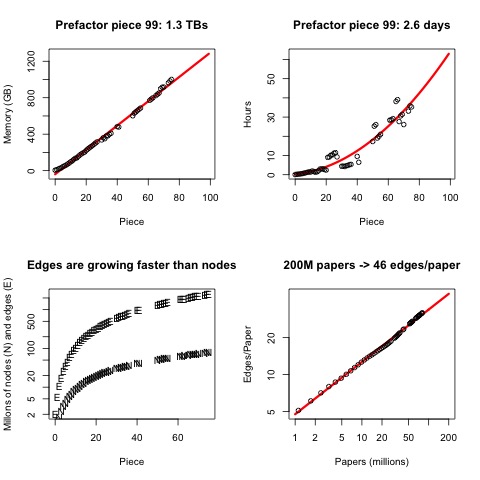 Prefactor piece 99: 1.3 TBs
Memory (GB)
0 400 800 1200
0 20 40 60 80 100
Piece
Prefactor piece 99: 2.6 days
Hours
0 10 30 50
0 20 40 60 80 100
Piece
Edges are growing faster than nodes
Millons of nodes (N) and edges (E)
2 5 20 100 500
0 20 40 60
Piece
200M papers -> 46 edges/paper
Edges/Paper
5 10 20
1 2 5 10 20 50 200
Papers (millions)